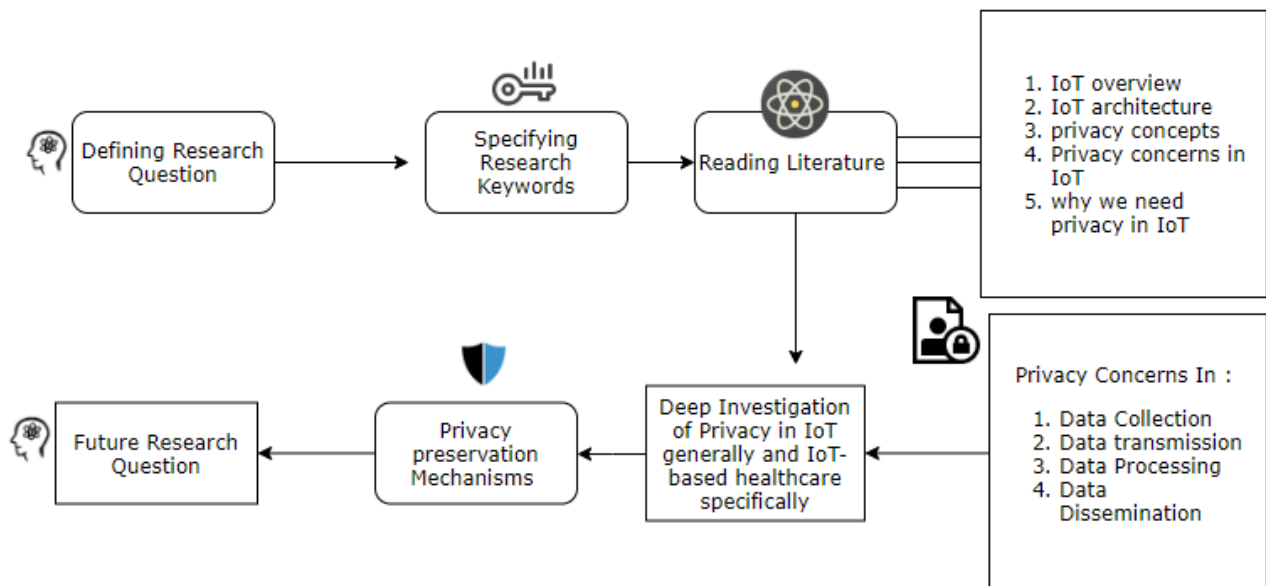 Defining Research
Question
Specifying
Research
Keywords
Reading Literature
1. IoT overview
2. IoT architecture
3. privacy concepts
4. Privacy concerns in
IoT
5. why we need
privacy in IoT
Privacy Concerns In :
1. Data Collection
2. Data transmission
3. Data Processing
4. Data
Dissemination
Deep Investigation
of Privacy in IoT
generally and IoT-
based healthcare
specifically
Privacy
preservation
Mechanisms
Future Research
Question